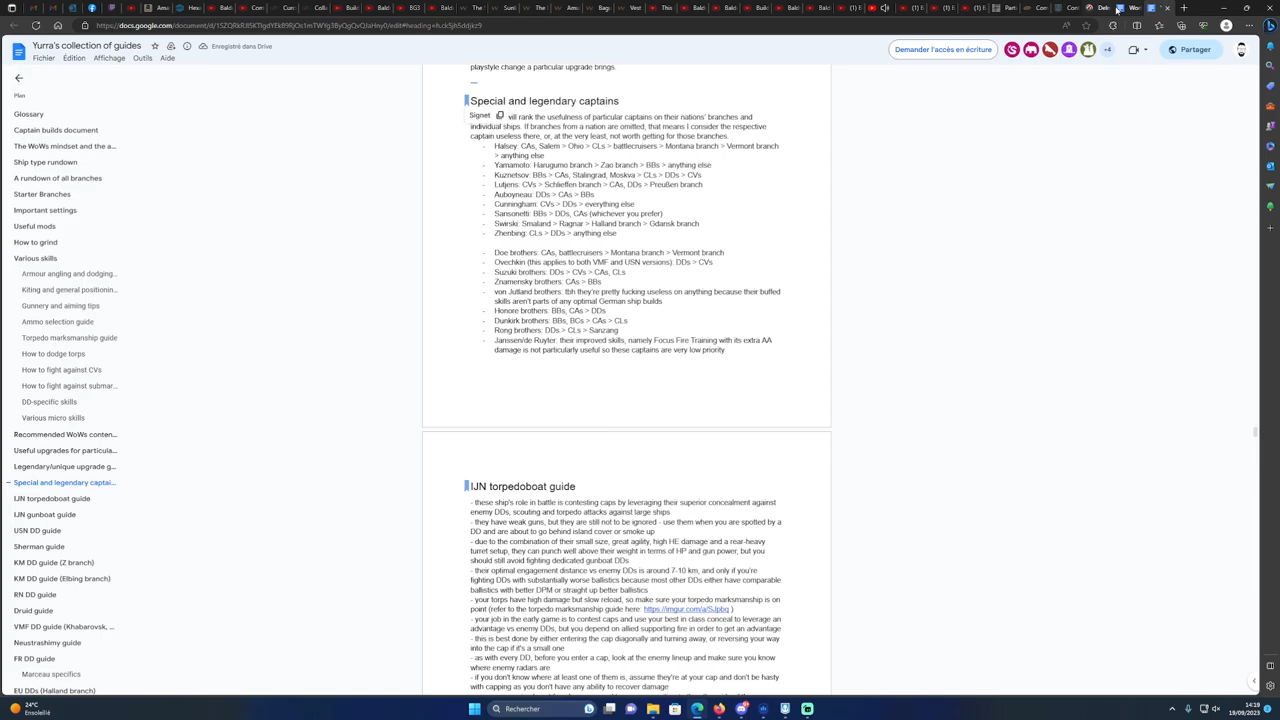 https://docs.google.com/document/d/
Yurra's collection of guides
Enregistré dans Drive
Fichier Édition Affichage Outils Aide
Demander l'accès en écriture
+4
Partager
Plan
Glossary
Captain builds document
The WoWs mindset and the a...
Ship type rundown
A rundown of all branches
Starter Branches
Important settings
Useful mods
How to grind
Various skills
Armour angling and dodging...
Kiting and general positionin...
Gunnery and aiming tips
Ammo selection guide
Torpedo marksmanship guide
How to dodge torps
How to fight against CVs
How to fight against submar...
DD-specific skills
Various micro skills
Recommended WoWs conten...
Useful upgrades for particula...
Legendary/unique upgrade g...
Special and legendary captai...
IJN torpedoboat guide
IJN gunboat guide
USN DD guide
Sherman guide
KM DD guide (Z branch)
KM DD guide (Elbing branch)
RN DD guide
Druid guide
VMF DD guide (Khabarovsk, ...
Neustrashimy guide
FR DD guide
Marceau specifics
EU DDs (Halland branch)
playstyle change a particular upgrade brings.
Special and legendary captains
Signet
vill rank the usefulness of particular captains on their nations' branches and
individual ships. If branches from a nation are omitted, that means I consider the respective
captain useless there, or, at the very least, not worth getting for those branches.
- Halsey: CAs, Salem > Ohio > CLs > battlecruisers > Montana branch > Vermont branch
> anything else
- Yamamoto: Harugumo branch > Zao branch > BBs > anything else
- Kuznetsov: BBs > CAs, Stalingrad, Moskva > CLs > DDs > CVs
- Lutjens: CVs > Schlieffen branch > CAs, DDs > Preußen branch
- Auboyneau: DDs > CAs > BBs
- Cunningham: CVs > DDs > everything else
- Sansonetti: BBs > DDs, CAs (whichever you prefer)
- Swirski: Smaland > Ragnar > Halland branch > Gdansk branch
- Zhenbing: CLs > DDs > anything else
- Doe brothers: CAs, battlecruisers > Montana branch > Vermont branch
- Ovechkin (this applies to both VMF and USN versions): DDs > CVs
- Suzuki brothers: DDs > CVs > CAs, CLs
- Znamensky brothers: CAs > BBs
- von Jutland brothers: tbh they're pretty fucking useless on anything because their buffed
skills aren't parts of any optimal German ship builds
- Honore brothers: BBs, CAs > DDs
- Dunkirk brothers: BBs, BCs > CAs > CLs
- Rong brothers: DDs > CLs > Sanzang
- Janssen/de Ruyter: their improved skills, namely Focus Fire Training with its extra AA
damage is not particularly useful so these captains are very low priority
IJN torpedoboat guide
- these ship's role in battle is contesting caps by leveraging their superior concealment against
enemy DDs, scouting and torpedo attacks against large ships
- they have weak guns, but they are still not to be ignored - use them when you are spotted by a
DD and are about to go behind island cover or smoke up
- due to the combination of their small size, great agility, high HE damage and a rear-heavy
turret setup, they can punch well above their weight in terms of HP and gun power, but you
should still avoid fighting dedicated gunboat DDs
- their optimal engagement distance vs enemy DDs is around 7-10 km, and only if you're
fighting DDs with substantially worse ballistics because most other DDs either have comparable
ballistics with better DPM or straight up better ballistics
- your torps have high damage but slow reload, so make sure your torpedo marksmanship is on
point (refer to the torpedo marksmanship guide here: https://imgur.com/a/SJpbq )
- your job in the early game is to contest caps and use your best in class conceal to leverage an
advantage vs enemy DDs, but you depend on allied supporting fire in order to get an advantage
- this is best done by either entering the cap diagonally and turning away, or reversing your way
into the cap if it's a small one
- as with every DD, before you enter a cap, look at the enemy lineup and make sure you know
where enemy radars are
- if you don't know where at least one of them is, assume they're at your cap and don't be hasty
with capping as you don't have any ability to recover damage
24°C
Ensoleillé
Rechercher
14:19
19/09/2023